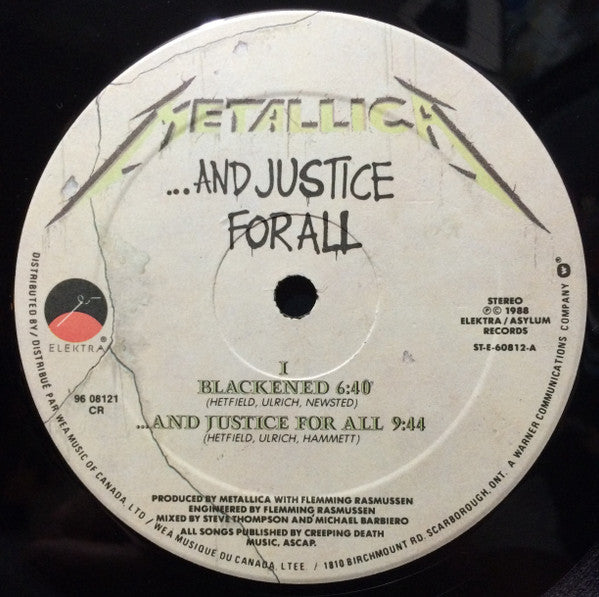 METALLICA
...AND JUSTICE
FOR ALL
ELEKTRA®
96 08121
CR
STEREO
℗ © 1988
ELEKTRA / ASYLUM
RECORDS
ST-E-60812-A
I
BLACKENED 6:40
(HETFIELD, ULRICH, NEWSTED)
...AND JUSTICE FOR ALL 9:44
(HETFIELD, ULRICH, HAMMETT)
PRODUCED BY METALLICA WITH FLEMMING RASMUSSEN
ENGINEERED BY FLEMMING RASMUSSEN
MIXED BY STEVE THOMPSON AND MICHAEL BARBIERO
ALL SONGS PUBLISHED BY CREEPING DEATH
MUSIC, ASCAP.
DISTRIBUTED BY / DISTRIBUÉ PAR WEA MUSIC OF CANADA, LTD / WEA MUSIQUE DU CANADA, LTEE. / 1810 BIRCHMOUNT RD. SCARBOROUGH, ONT. A WARNER COMMUNICATIONS COMPANY ®